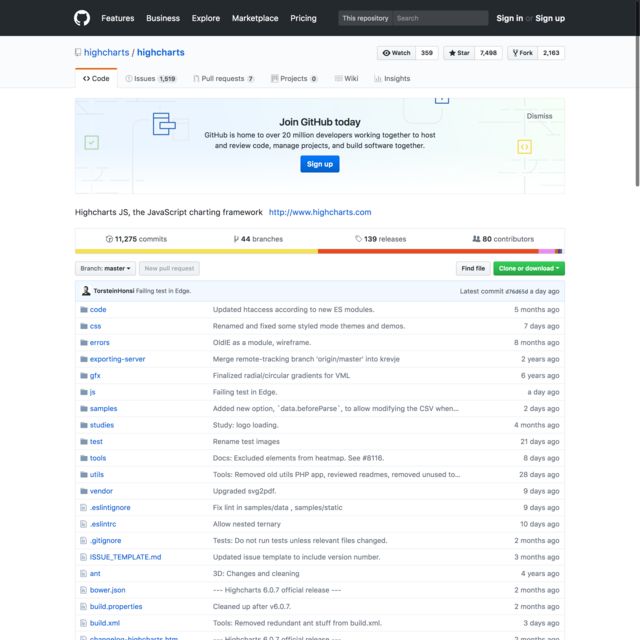 Features Business Explore Marketplace Pricing This repository Search Sign in or Sign up
highcharts / highcharts Watch 359 Star 7,498 Fork 2,163
Code Issues 1,519 Pull requests 7 Projects 0 Wiki Insights
Join GitHub today
Dismiss
GitHub is home to over 20 million developers working together to host
and review code, manage projects, and build software together.
Sign up
Highcharts JS, the JavaScript charting framework http://www.highcharts.com
11,275 commits 44 branches 139 releases 80 contributors
Branch: master New pull request Find file Clone or download
TorsteinHonsi Failing test in Edge. Latest commit d76d65d a day ago
code Updated htaccess according to new ES modules. 5 months ago
css Renamed and fixed some styled mode themes and demos. 7 days ago
errors OldIE as a module, wireframe. 8 months ago
exporting-server Merge remote-tracking branch 'origin/master' into krevje 2 years ago
gfx Finalized radial/circular gradients for VML 6 years ago
js Failing test in Edge. a day ago
samples Added new option, `data.beforeParse`, to allow modifying the CSV when... 2 days ago
studies Study: logo loading. 4 months ago
test Rename test images 21 days ago
tools Docs: Excluded elements from heatmap. See #8116. 8 days ago
utils Tools: Removed old utils PHP app, reviewed readmes, removed unused to... 28 days ago
vendor Upgraded svg2pdf. 9 days ago
.eslintignore Fix lint in samples/data , samples/static 9 days ago
.eslintrc Allow nested ternary 10 days ago
.gitignore Tests: Do not run tests unless relevant files changed. 2 months ago
ISSUE_TEMPLATE.md Updated issue template to include version number. 3 months ago
ant 3D: Changes and cleaning 4 years ago
bower.json --- Highcharts 6.0.7 official release --- 2 months ago
build.properties Cleaned up after v6.0.7. 2 months ago
build.xml Tools: Removed redundant ant stuff from build.xml. 3 days ago
changelog-highcharts.htm --- Highcharts 6.0.7 official release --- 2 months ago